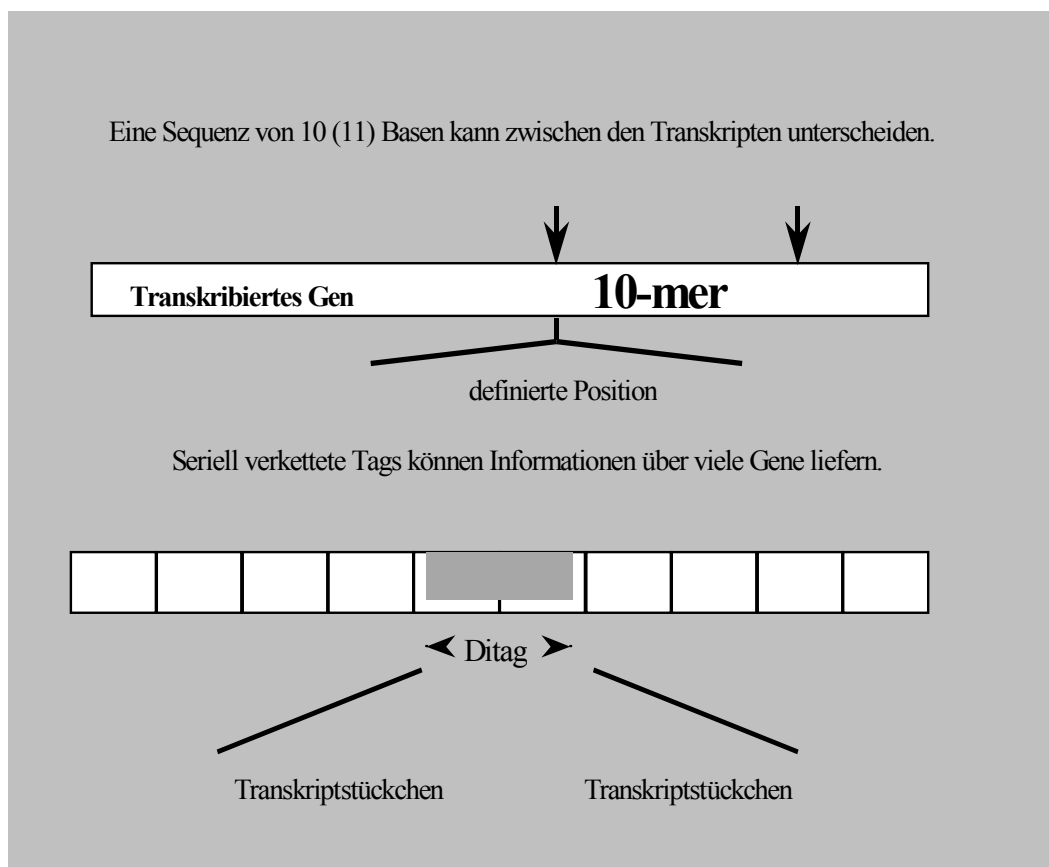 Eine Sequenz von 10 (11) Basen kann zwischen den Transkripten unterscheiden.
Transkribiertes Gen 10-mer
definierte Position
Seriell verkettete Tags können Informationen über viele Gene liefern.
Ditag
Transkriptstückchen Transkriptstückchen